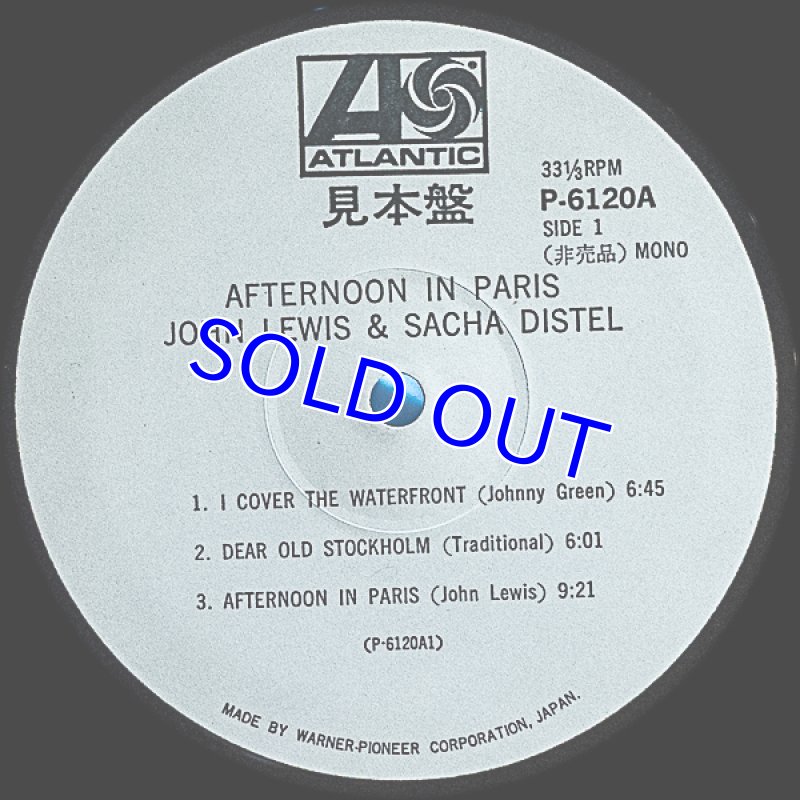 ATLANTIC
見本盤
33⅓RPM
P-6120A
SIDE 1
(非売品) MONO
AFTERNOON IN PARIS
JOHN LEWIS & SACHA DISTEL
SOLD OUT
1. I COVER THE WATERFRONT (Johnny Green) 6:45
2. DEAR OLD STOCKHOLM (Traditional) 6:01
3. AFTERNOON IN PARIS (John Lewis) 9:21
(P-6120A1)
MADE BY WARNER-PIONEER CORPORATION, JAPAN.